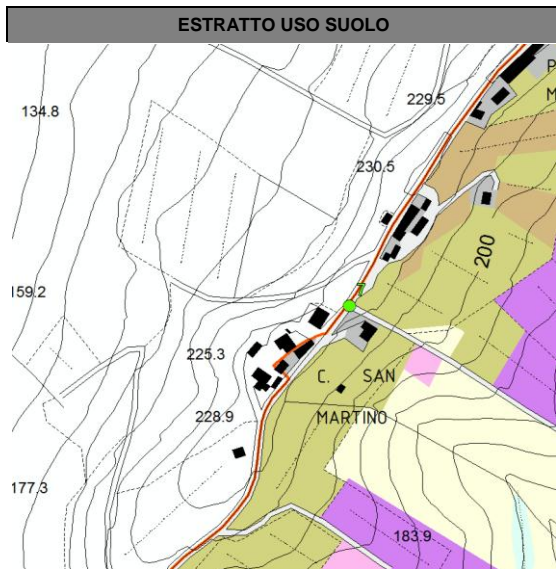 ESTRATTO USO SUOLO
P
M
229.5
134.8
230.5
200
7
159.2
225.3
C. SAN
MARTINO
228.9
177.3
183.9